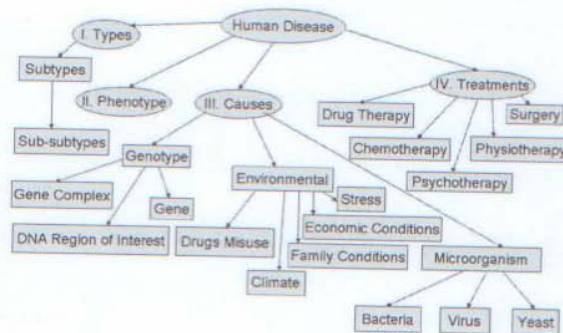 Human Disease
I. Types
Subtypes
Sub-subtypes
II. Phenotype
III. Causes
IV. Treatments
Drug Therapy
Surgery
Chemotherapy
Physiotherapy
Psychotherapy
Genotype
Gene Complex
Gene
DNA Region of Interest
Environmental
Stress
Economic Conditions
Drugs Misuse
Family Conditions
Climate
Microorganism
Bacteria
Virus
Yeast